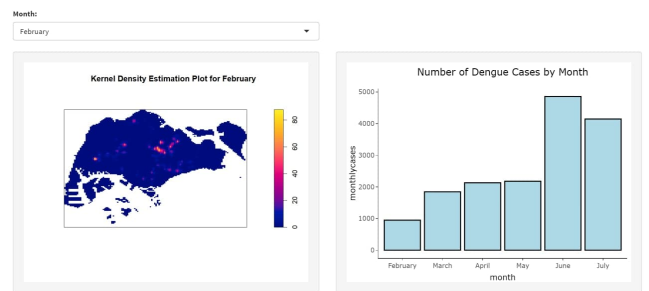 Month:
February
Kernel Density Estimation Plot for February
80
60
40
20
0
Number of Dengue Cases by Month
5000
4000
3000
2000
1000
0
monthlycases
February March April May June July
month